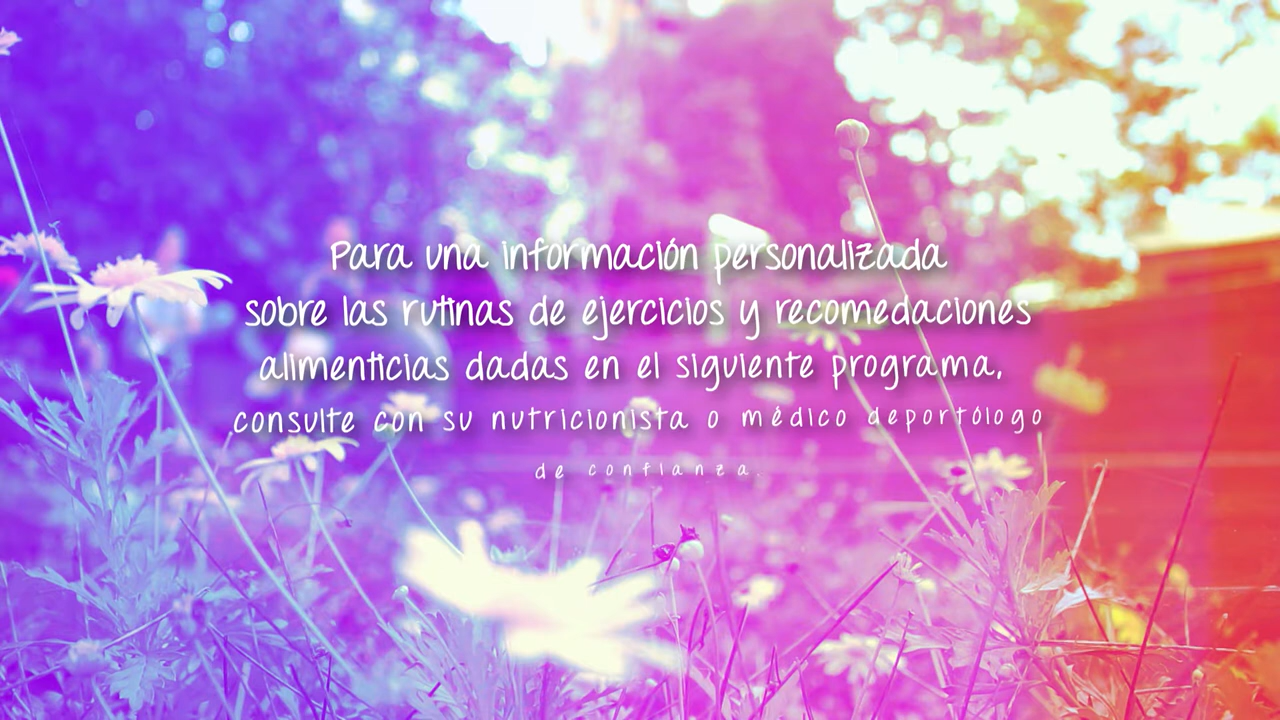 Para una información personalizada
sobre las rutinas de ejercicios y recomedaciones
alimenticias dadas en el siguiente programa,
consulte con su nutricionista o médico deportólogo
de confianza.